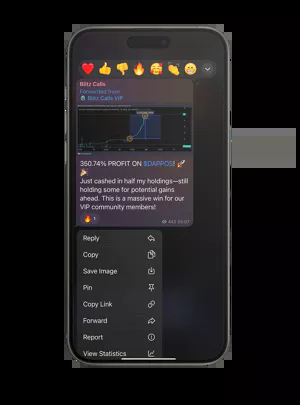 Blitz Calls
Forwarded from
Blitz Calls VIP
350.74% PROFIT ON $DAPPOS! 🚀
🎉
Just cashed in half my holdings—still
holding some for potential gains
ahead. This is a massive win for our
VIP community members!
🔥 1
Reply
Copy
Save Image
Pin
Copy Link
Forward
Report
View Statistics